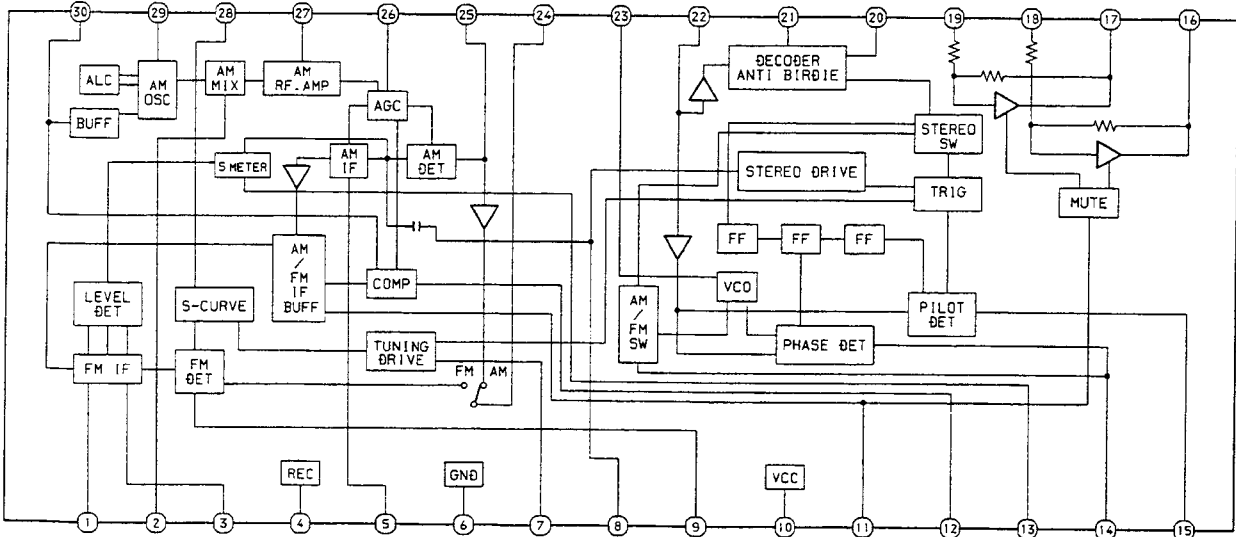 30 29 28 27 26 25 24 23 22 21 20 19 18 17 16
ALC
AM
OSC
AM
MIX
AM
RF.AMP
AGC
BUFF
S METER
AM
IF
AM
DET
DECODER
ANTI BIRDIE
STEREO
SW
STEREO DRIVE
TRIG
MUTE
FF FF FF
AM
/
FM
IF
BUFF
COMP
LEVEL
DET
S-CURVE
VCO
AM
/
FM
SW
PILOT
DET
TUNING
DRIVE
PHASE DET
FM IF
FM
DET
FM AM
REC
GND
VCC
1 2 3 4 5 6 7 8 9 10 11 12 13 14 15